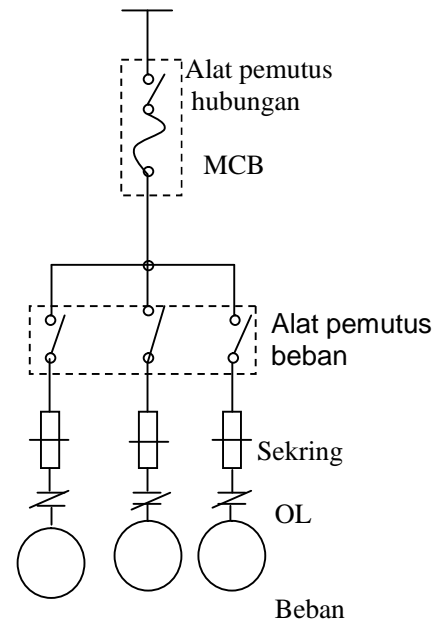 Alat pemutus
hubungan
MCB
Alat pemutus
beban
Sekring
OL
Beban